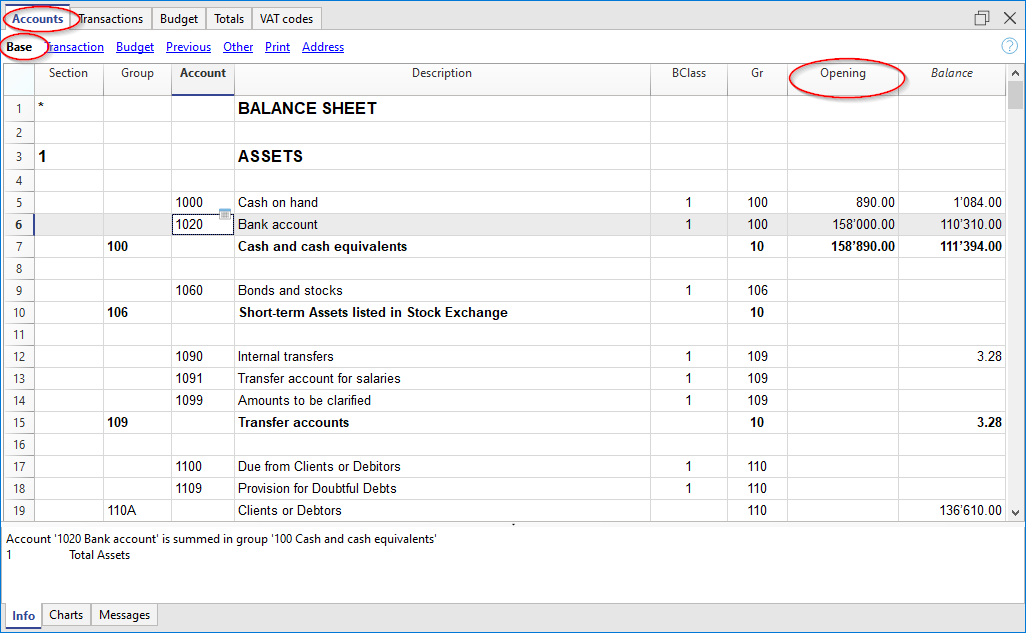 Accounts Transactions Budget Totals VAT codes
Base Transaction Budget Previous Other Print Address ?
Section Group Account Description BClass Gr Opening Balance
1 * BALANCE SHEET
2
3 1 ASSETS
4
5 1000 Cash on hand 1 100 890.00 1'084.00
6 1020 Bank account 1 100 158'000.00 110'310.00
7 100 Cash and cash equivalents 10 158'890.00 111'394.00
8
9 1060 Bonds and stocks 1 106
10 106 Short-term Assets listed in Stock Exchange 10
11
12 1090 Internal transfers 1 109 3.28
13 1091 Transfer account for salaries 1 109
14 1099 Amounts to be clarified 1 109
15 109 Transfer accounts 10 3.28
16
17 1100 Due from Clients or Debitors 1 110
18 1109 Provision for Doubtful Debts 1 110
19 110A Clients or Debtors 110 136'610.00
Account '1020 Bank account' is summed in group '100 Cash and cash equivalents'
1 Total Assets
Info Charts Messages